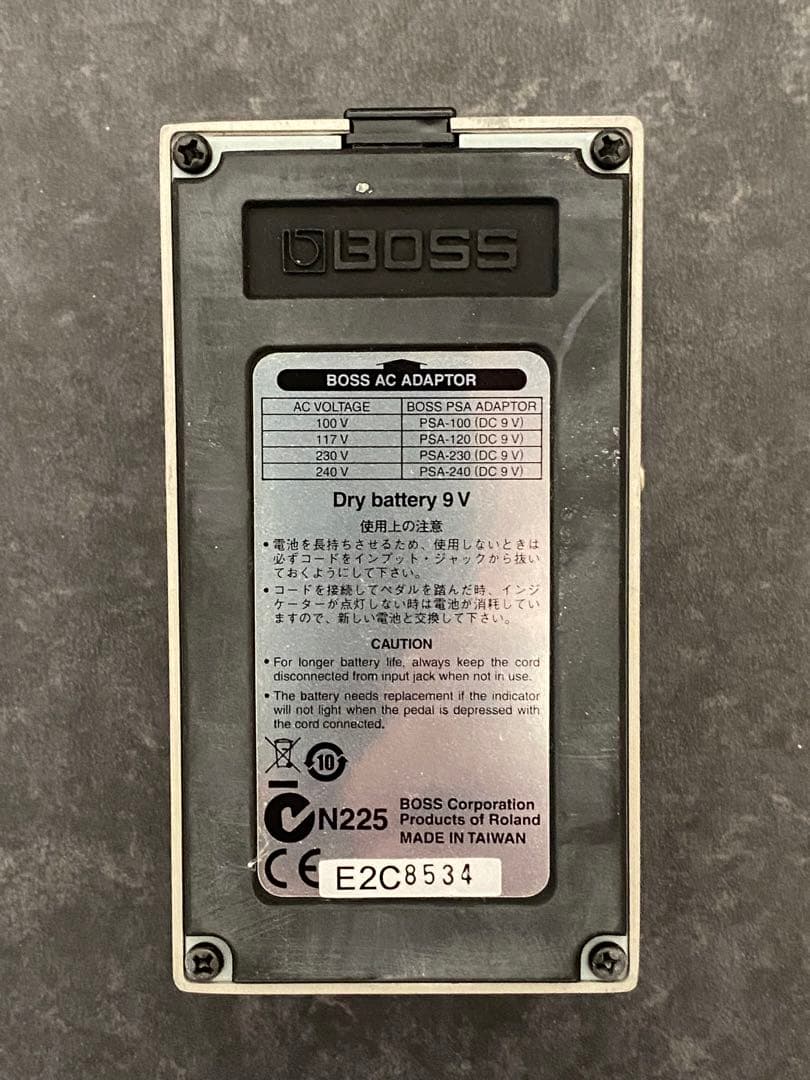 BOSS
BOSS AC ADAPTOR
AC VOLTAGE BOSS PSA ADAPTOR
100 V PSA-100 (DC 9 V)
117 V PSA-120 (DC 9 V)
230 V PSA-230 (DC 9 V)
240 V PSA-240 (DC 9 V)
Dry battery 9 V
使用上の注意
• 電池を長持ちさせるため、使用しないときは
必ずコードをインプット・ジャックから抜い
ておくようにして下さい。
• コードを接続してペダルを踏んだ時、インジ
ケーターが点灯しない時は電池が消耗してい
ますので、新しい電池と交換して下さい。
CAUTION
• For longer battery life, always keep the cord
disconnected from input jack when not in use.
• The battery needs replacement if the indicator
will not light when the pedal is depressed with
the cord connected.
10
N225
BOSS Corporation
Products of Roland
MADE IN TAIWAN
CE
E2C8534